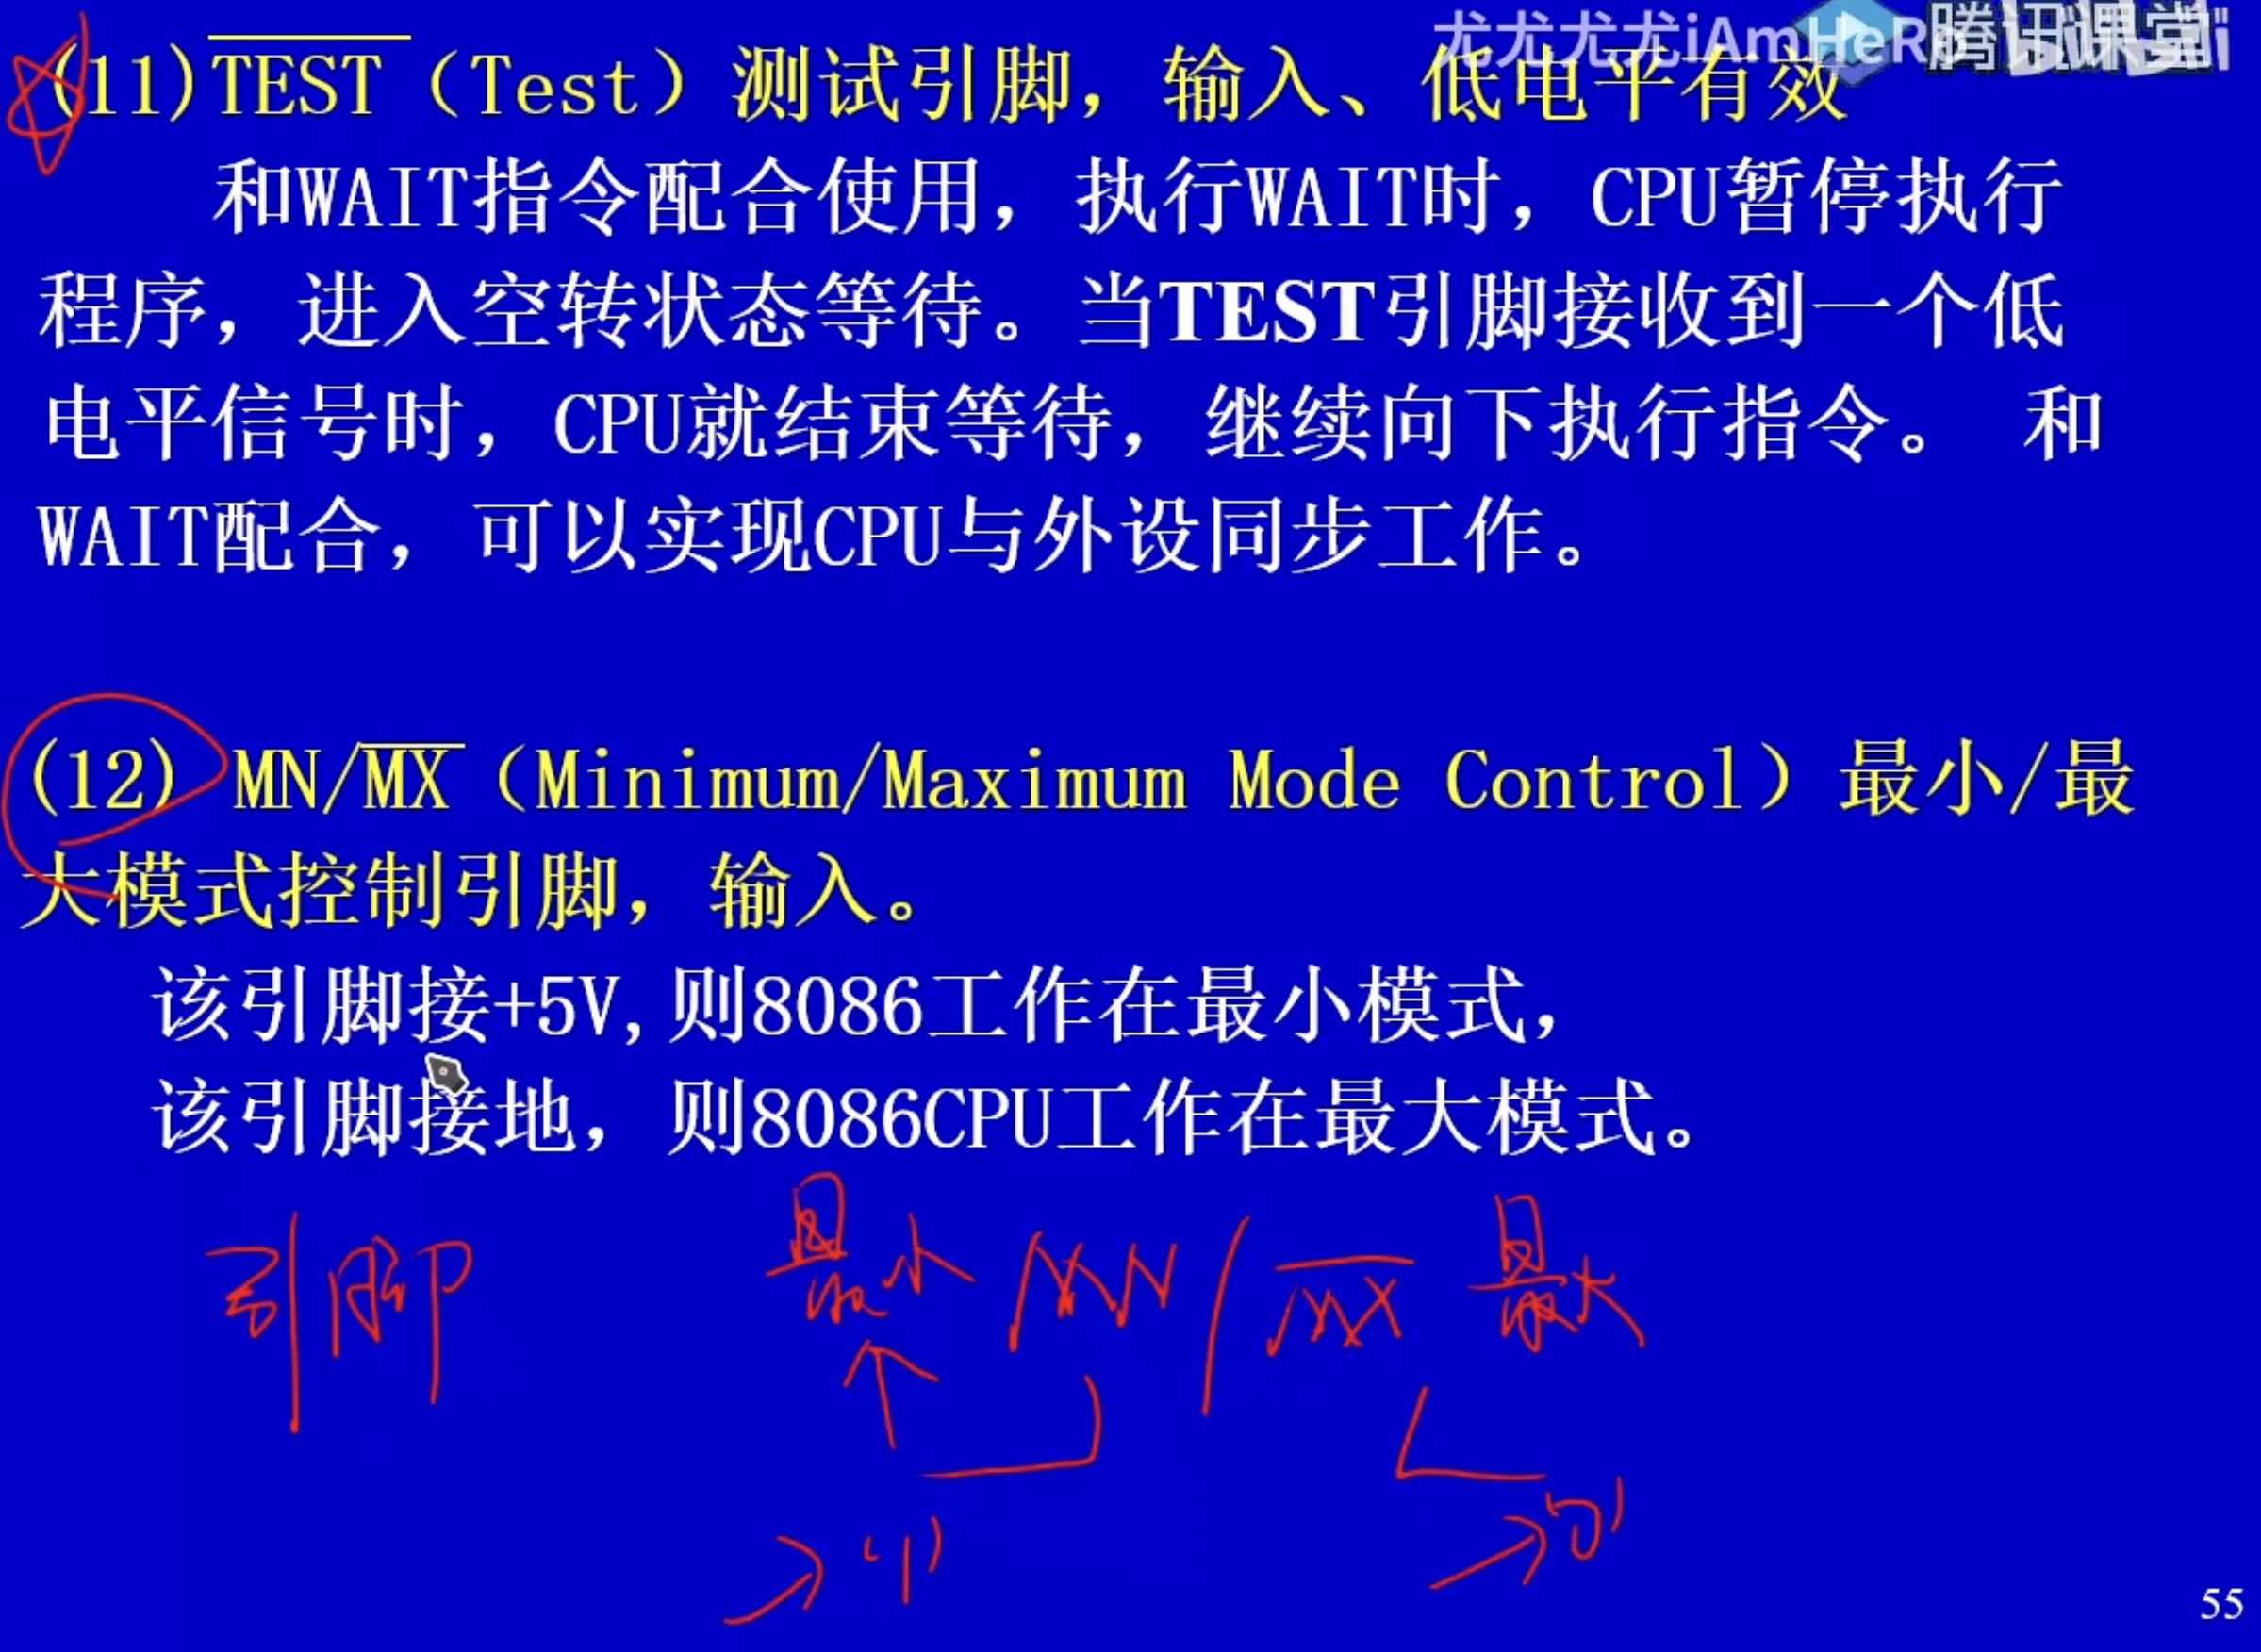 尤尤尤尤iAmHeRo 腾讯课堂
(11) TEST（Test）测试引脚，输入、低电平有效
和WAIT指令配合使用，执行WAIT时，CPU暂停执行
程序，进入空转状态等待。当TEST引脚接收到一个低
电平信号时，CPU就结束等待，继续向下执行指令。 和
WAIT配合，可以实现CPU与外设同步工作。
(12) MN/MX（Minimum/Maximum Mode Control）最小/最
大模式控制引脚，输入。
该引脚接+5V,则8086工作在最小模式，
该引脚接地，则8086CPU工作在最大模式。
引脚 最小 MN/MX 最大
→ '1' → '0'
55